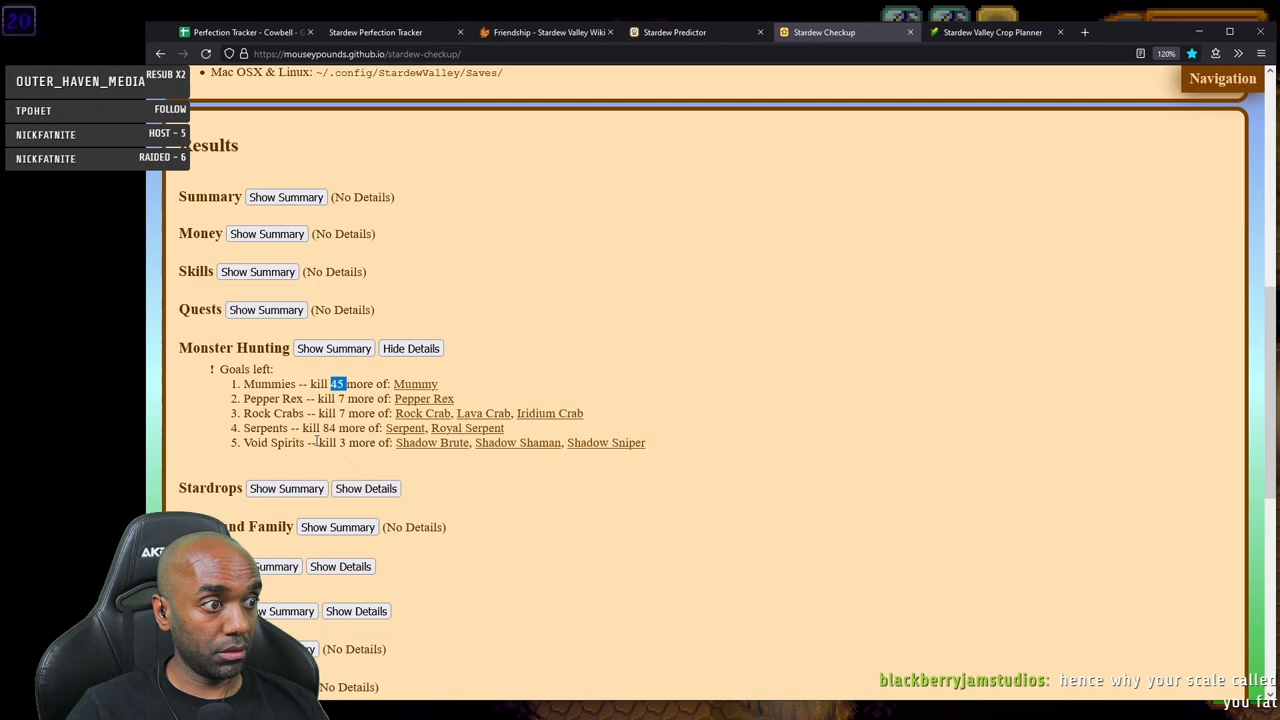 20
Perfection Tracker - Cowbell - G
Stardew Perfection Tracker
Friendship - Stardew Valley Wiki
Stardew Predictor
Stardew Checkup
Stardew Valley Crop Planner
https://mouseypounds.github.io/stardew-checkup/
120%
OUTER_HAVEN_MEDIA RESUB X2
TPOHET FOLLOW
NICKFATNITE HOST - 5
NICKFATNITE RAIDED - 6
Mac OSX & Linux: ~/.config/StardewValley/Saves/
Navigation
Results
Summary Show Summary (No Details)
Money Show Summary (No Details)
Skills Show Summary (No Details)
Quests Show Summary (No Details)
Monster Hunting Show Summary Hide Details
! Goals left:
1. Mummies -- kill 45 more of: Mummy
2. Pepper Rex -- kill 7 more of: Pepper Rex
3. Rock Crabs -- kill 7 more of: Rock Crab, Lava Crab, Iridium Crab
4. Serpents -- kill 84 more of: Serpent, Royal Serpent
5. Void Spirits -- kill 3 more of: Shadow Brute, Shadow Shaman, Shadow Sniper
Stardrops Show Summary Show Details
and Family Show Summary (No Details)
Summary Show Details
Summary Show Details
(No Details)
No Details)
AK
blackberryjamstudios: hence why your scale called
you fat